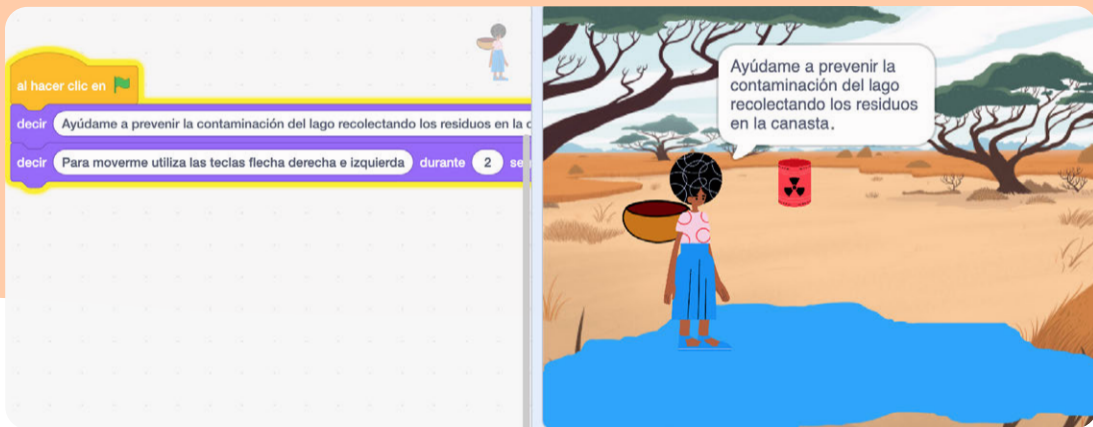 al hacer clic en
decir Ayúdame a prevenir la contaminación del lago recolectando los residuos en la c
decir Para moverme utiliza las teclas flecha derecha e izquierda durante 2 se
Ayúdame a prevenir la
contaminación del lago
recolectando los residuos
en la canasta.